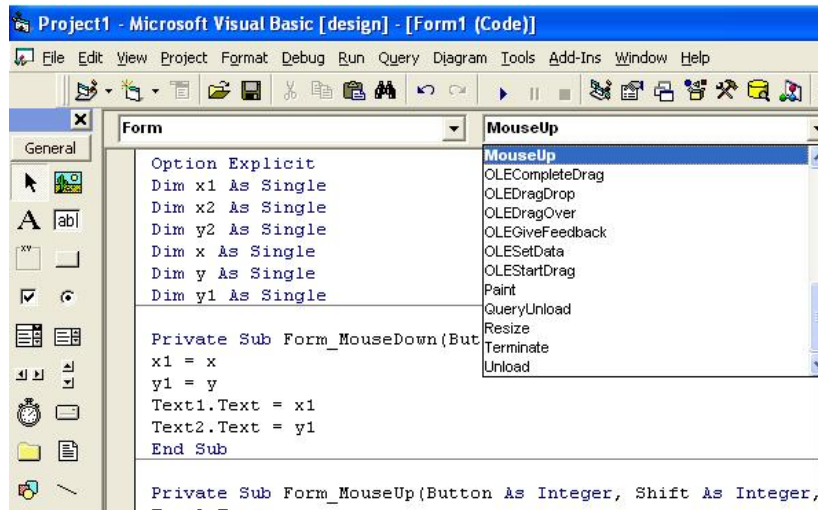 Project1 - Microsoft Visual Basic [design] - [Form1 (Code)]
File Edit View Project Format Debug Run Query Diagram Tools Add-Ins Window Help
Form
MouseUp
General
MouseUp
OLECompleteDrag
OLEDragDrop
OLEDragOver
OLEGiveFeedback
OLESetData
OLEStartDrag
Paint
QueryUnload
Resize
Terminate
Unload
A
ab
XY
Option Explicit
Dim x1 As Single
Dim x2 As Single
Dim y2 As Single
Dim x As Single
Dim y As Single
Dim y1 As Single
Private Sub Form_MouseDown(But
x1 = x
y1 = y
Text1.Text = x1
Text2.Text = y1
End Sub
Private Sub Form_MouseUp(Button As Integer, Shift As Integer,